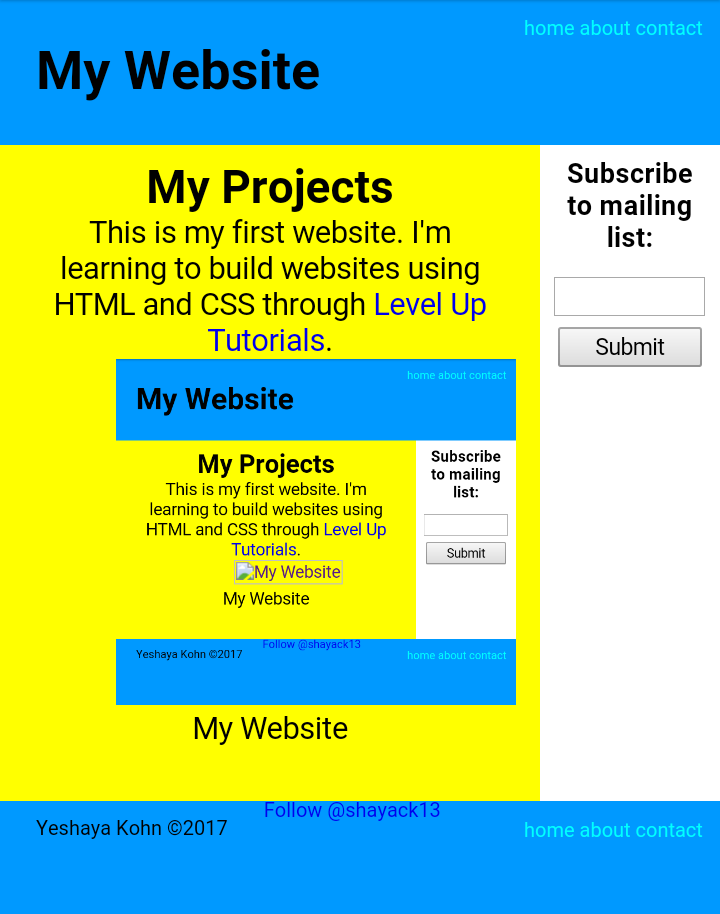 home about contact
My Website
My Projects
This is my first website. I'm
learning to build websites using
HTML and CSS through Level Up
Tutorials.
home about contact
My Website
My Projects
This is my first website. I'm
learning to build websites using
HTML and CSS through Level Up
Tutorials.
My Website
My Website
Subscribe
to mailing
list:
Submit
Follow @shayack13
Yeshaya Kohn ©2017
home about contact
My Website
Subscribe
to mailing
list:
Submit
Follow @shayack13
Yeshaya Kohn ©2017
home about contact